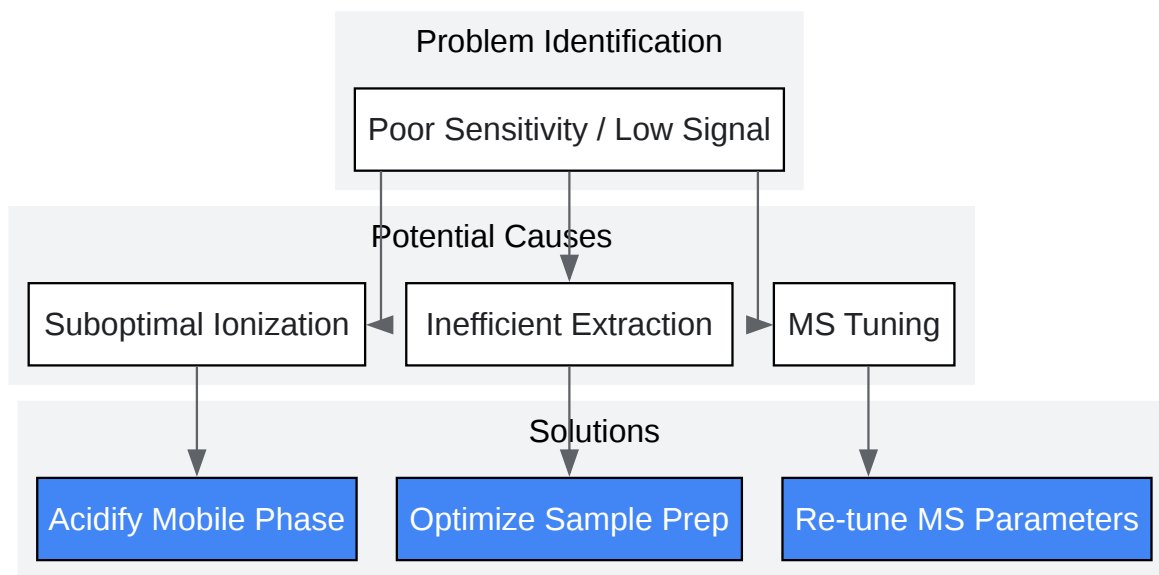 Problem Identification
Poor Sensitivity / Low Signal
Potential Causes
Suboptimal Ionization
Inefficient Extraction
MS Tuning
Solutions
Acidify Mobile Phase
Optimize Sample Prep
Re-tune MS Parameters